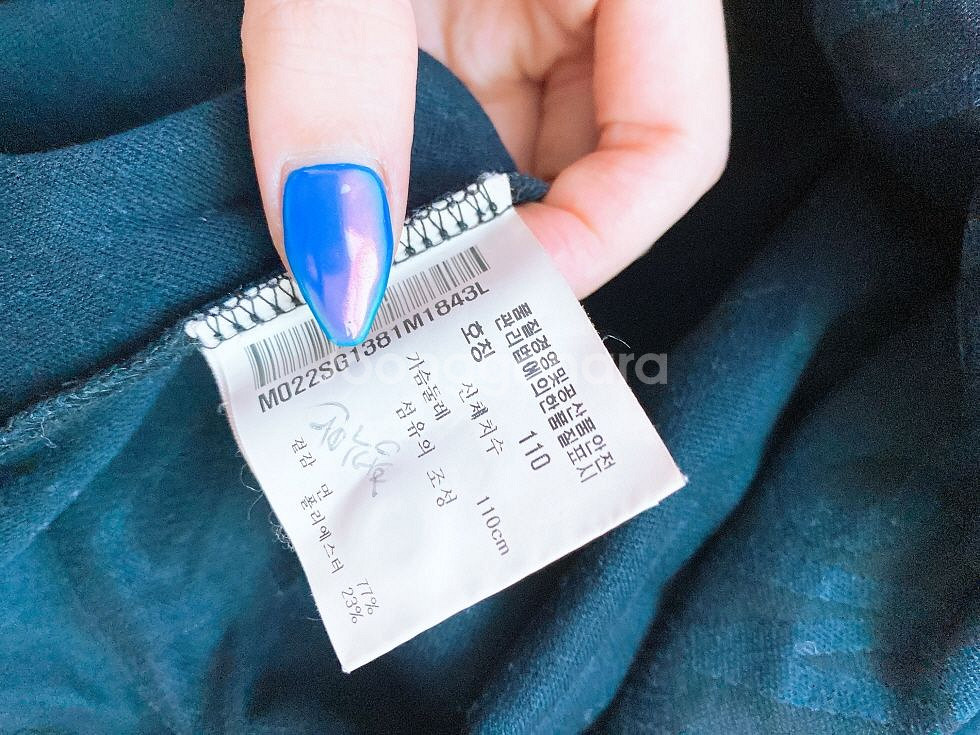 M022SG1381M1843L
품질경영및공산품안전
관리법에의한품질표시
호칭 110
신체치수
가슴둘레 110cm
섬유의 조성
겉감 면 77%
폴리에스터 23%